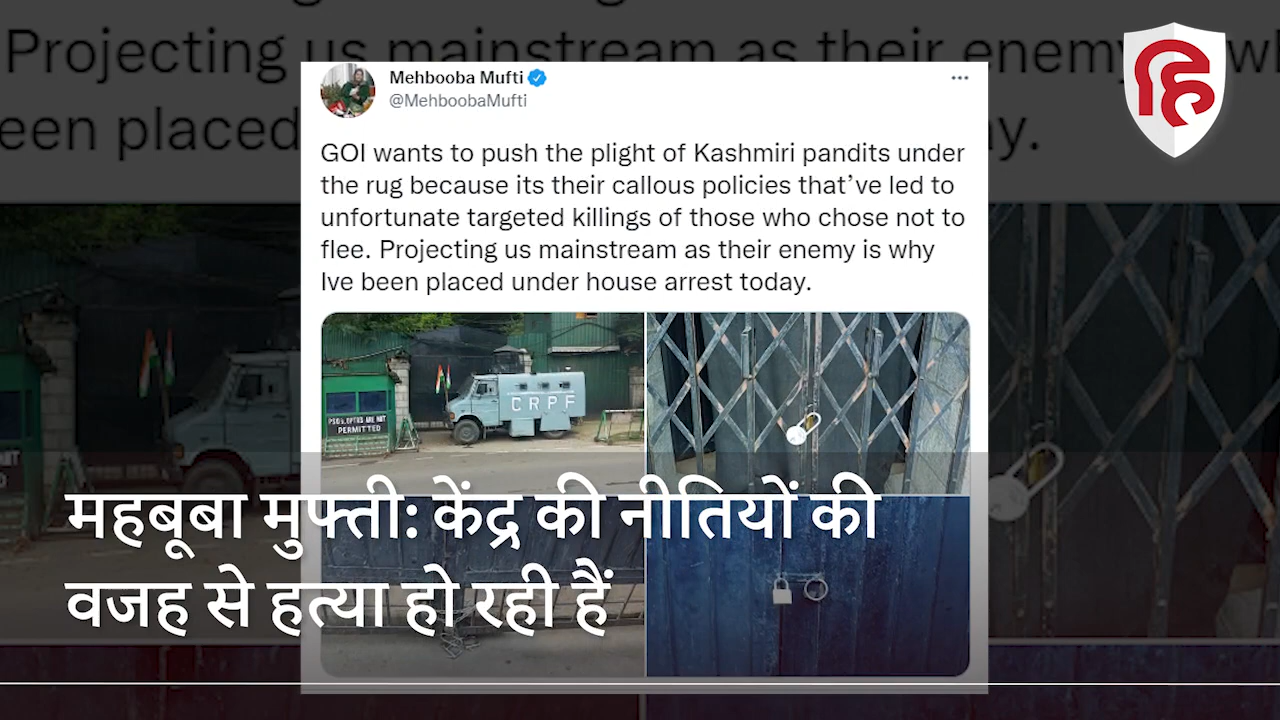 Projecting us mainstream as their enemy
een placed
ay.
Mehbooba Mufti
@MehboobaMufti
GOI wants to push the plight of Kashmiri pandits under
the rug because its their callous policies that’ve led to
unfortunate targeted killings of those who chose not to
flee. Projecting us mainstream as their enemy is why
Ive been placed under house arrest today.
ARE NOT
PERMITTED
CRPF
महबूबा मुफ्ती: केंद्र की नीतियों की
वजह से हत्या हो रही हैं